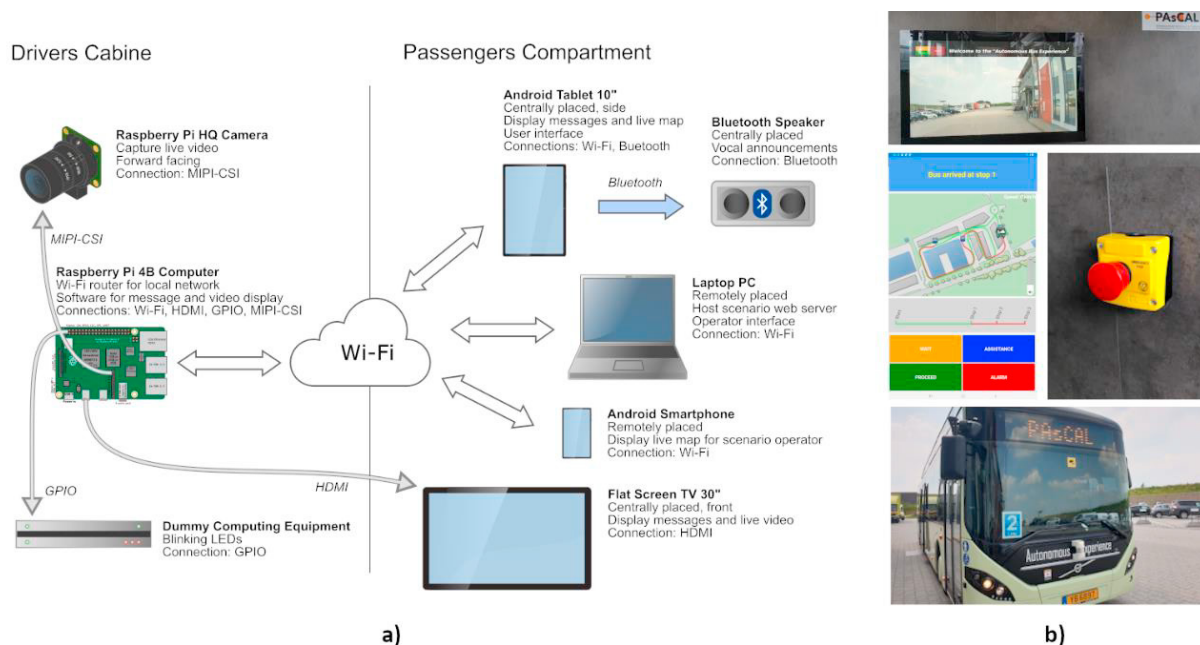 Drivers Cabine
Passengers Compartment
Raspberry Pi HQ Camera
Capture live video
Forward facing
Connection: MIPI-CSI
MIPI-CSI
Raspberry Pi 4B Computer
Wi-Fi router for local network
Software for message and video display
Connections: Wi-Fi, HDMI, GPIO, MIPI-CSI
GPIO
Dummy Computing Equipment
Blinking LEDs
Connection: GPIO
Wi-Fi
HDMI
Android Tablet 10"
Centrally placed, side
Display messages and live map
User interface
Connections: Wi-Fi, Buetooth
Bluetooth
Bluetooth Speaker
Centrally placed
Vocal announcements
Connection: Bluetooth
Laptop PC
Remotely placed
Host scenario web server
Operator interface
Connection: Wi-Fi
Android Smartphone
Remotely placed
Display live map for scenario operator
Connection: Wi-Fi
Flat Screen TV 30"
Centrally placed, front
Display messages and live video
Connection: HDMI
a)
PAsCAL
Welcome to the "Autonomous Bus Experience"
Bus arrived at stop 1
WAIT
ASSISTANCE
PROCEED
ALARM
PAsCAL
2
Autonomous Experience
b)